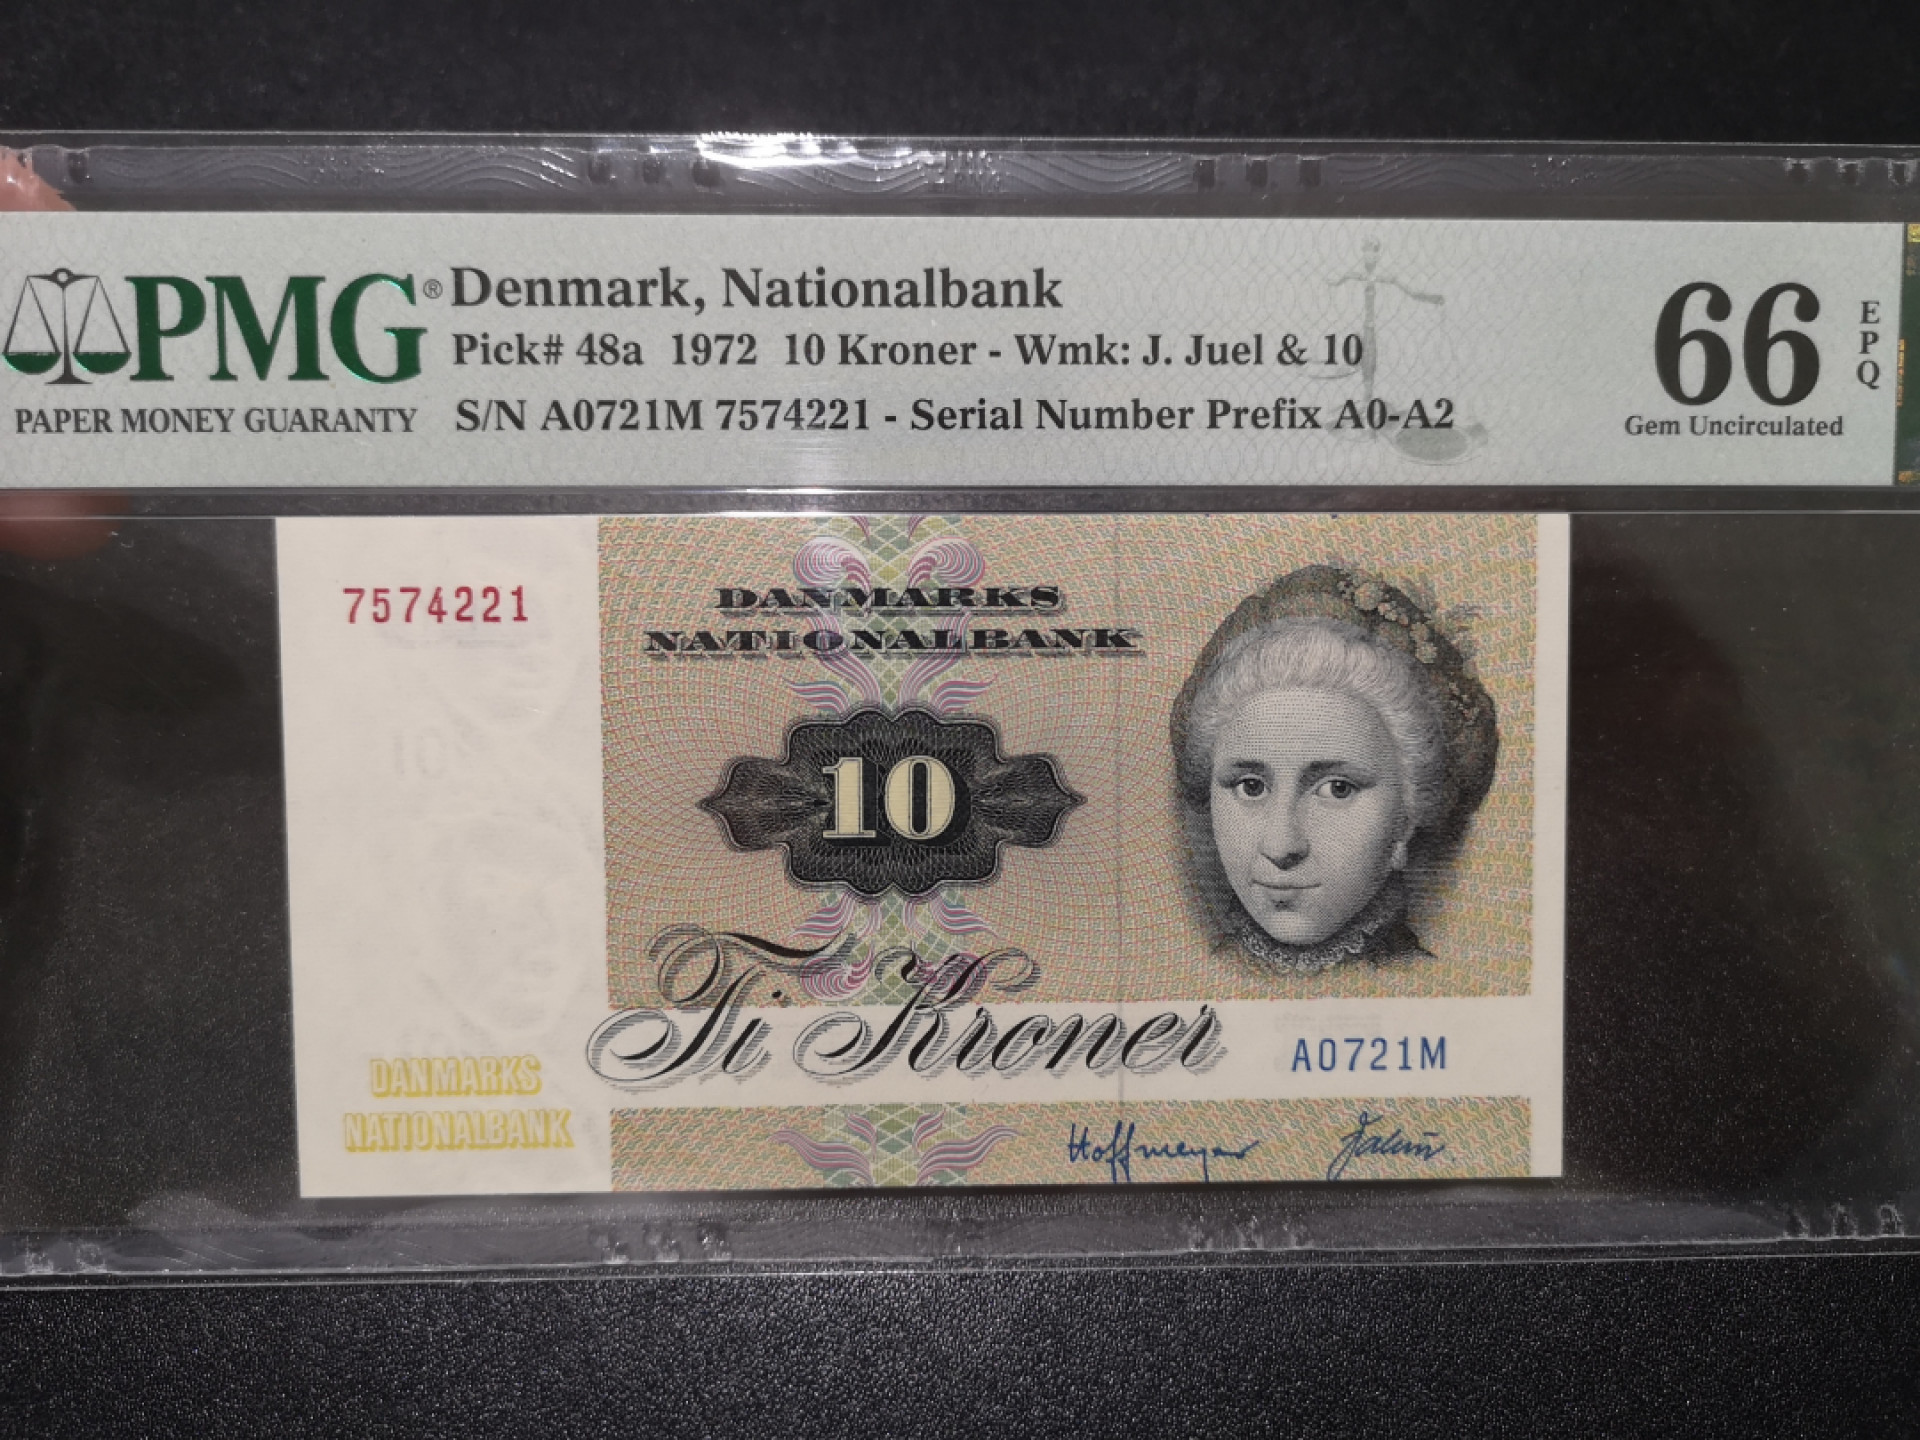 PMG®
PAPER MONEY GUARANTY
Denmark, Nationalbank
Pick# 48a 1972 10 Kroner - Wmk: J. Juel & 10
S/N A0721M 7574221 - Serial Number Prefix A0-A2
66
EPQ
Gem Uncirculated
7574221
DANMARKS
NATIONALBANK
10
Ti Kroner
A0721M
DANMARKS
NATIONALBANK
Hoffmeyer